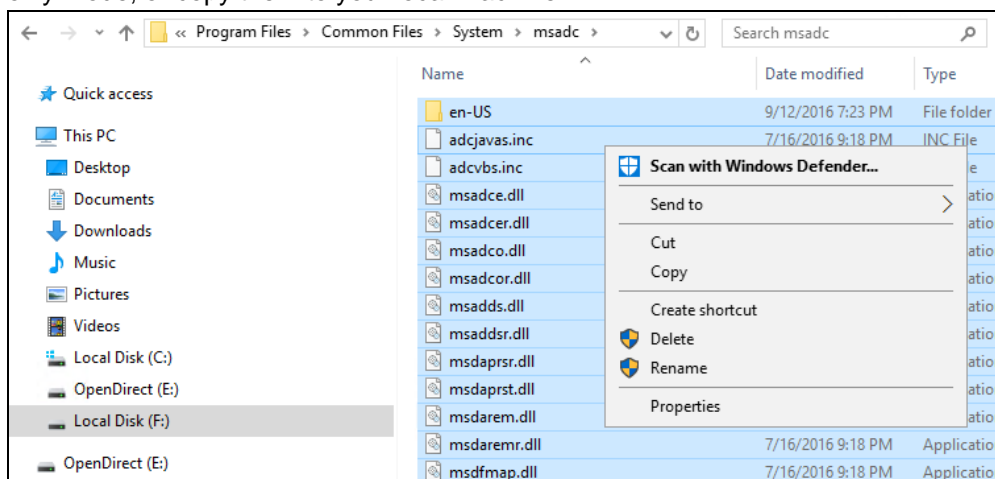 « Program Files > Common Files > System > msadc > Search msadc
Name Date modified Type
Quick access
en-US 9/12/2016 7:23 PM File folder
This PC
adcjavas.inc 7/16/2016 9:18 PM INC File
Desktop
adcvbs.inc
Scan with Windows Defender...
Documents
msadce.dll
Send to
Downloads
msadcer.dll
Music
msadco.dll
Cut
Pictures
msadcor.dll
Copy
Videos
msadds.dll
Create shortcut
Local Disk (C:)
msaddsr.dll
Delete
OpenDirect (E:)
msdaprsr.dll
Rename
msdaprst.dll
Local Disk (F:)
msdarem.dll
Properties
msdaremr.dll 7/16/2016 9:18 PM Applicatio
OpenDirect (E:)
msdfmap.dll 7/16/2016 9:18 PM Applicatio